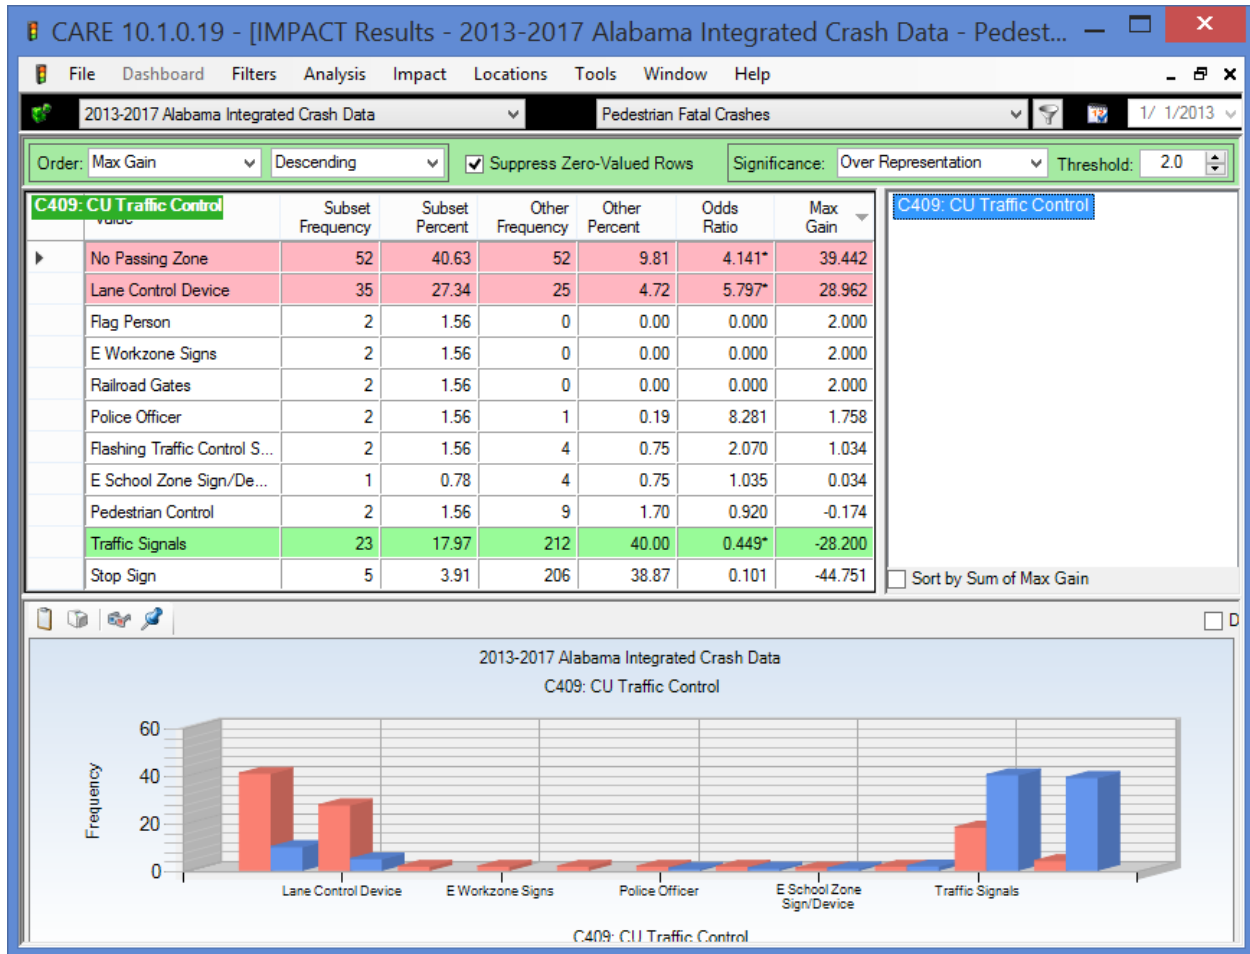 CARE 10.1.0.19 - [IMPACT Results - 2013-2017 Alabama Integrated Crash Data - Pedest...
File Dashboard Filters Analysis Impact Locations Tools Window Help
2013-2017 Alabama Integrated Crash Data Pedestrian Fatal Crashes 1/ 1/2013
Order: Max Gain Descending Suppress Zero-Valued Rows Significance: Over Representation Threshold: 2.0
C409: CU Traffic Control Subset Frequency Subset Percent Other Frequency Other Percent Odds Ratio Max Gain
No Passing Zone 52 40.63 52 9.81 4.141* 39.442
Lane Control Device 35 27.34 25 4.72 5.797* 28.962
Flag Person 2 1.56 0 0.00 0.000 2.000
E Workzone Signs 2 1.56 0 0.00 0.000 2.000
Railroad Gates 2 1.56 0 0.00 0.000 2.000
Police Officer 2 1.56 1 0.19 8.281 1.758
Flashing Traffic Control S... 2 1.56 4 0.75 2.070 1.034
E School Zone Sign/De... 1 0.78 4 0.75 1.035 0.034
Pedestrian Control 2 1.56 9 1.70 0.920 -0.174
Traffic Signals 23 17.97 212 40.00 0.449* -28.200
Stop Sign 5 3.91 206 38.87 0.101 -44.751
C409: CU Traffic Control
Sort by Sum of Max Gain
D
2013-2017 Alabama Integrated Crash Data
C409: CU Traffic Control
60
40
20
0
Frequency
Lane Control Device E Workzone Signs Police Officer E School Zone Sign/Device Traffic Signals
C409: CU Traffic Control